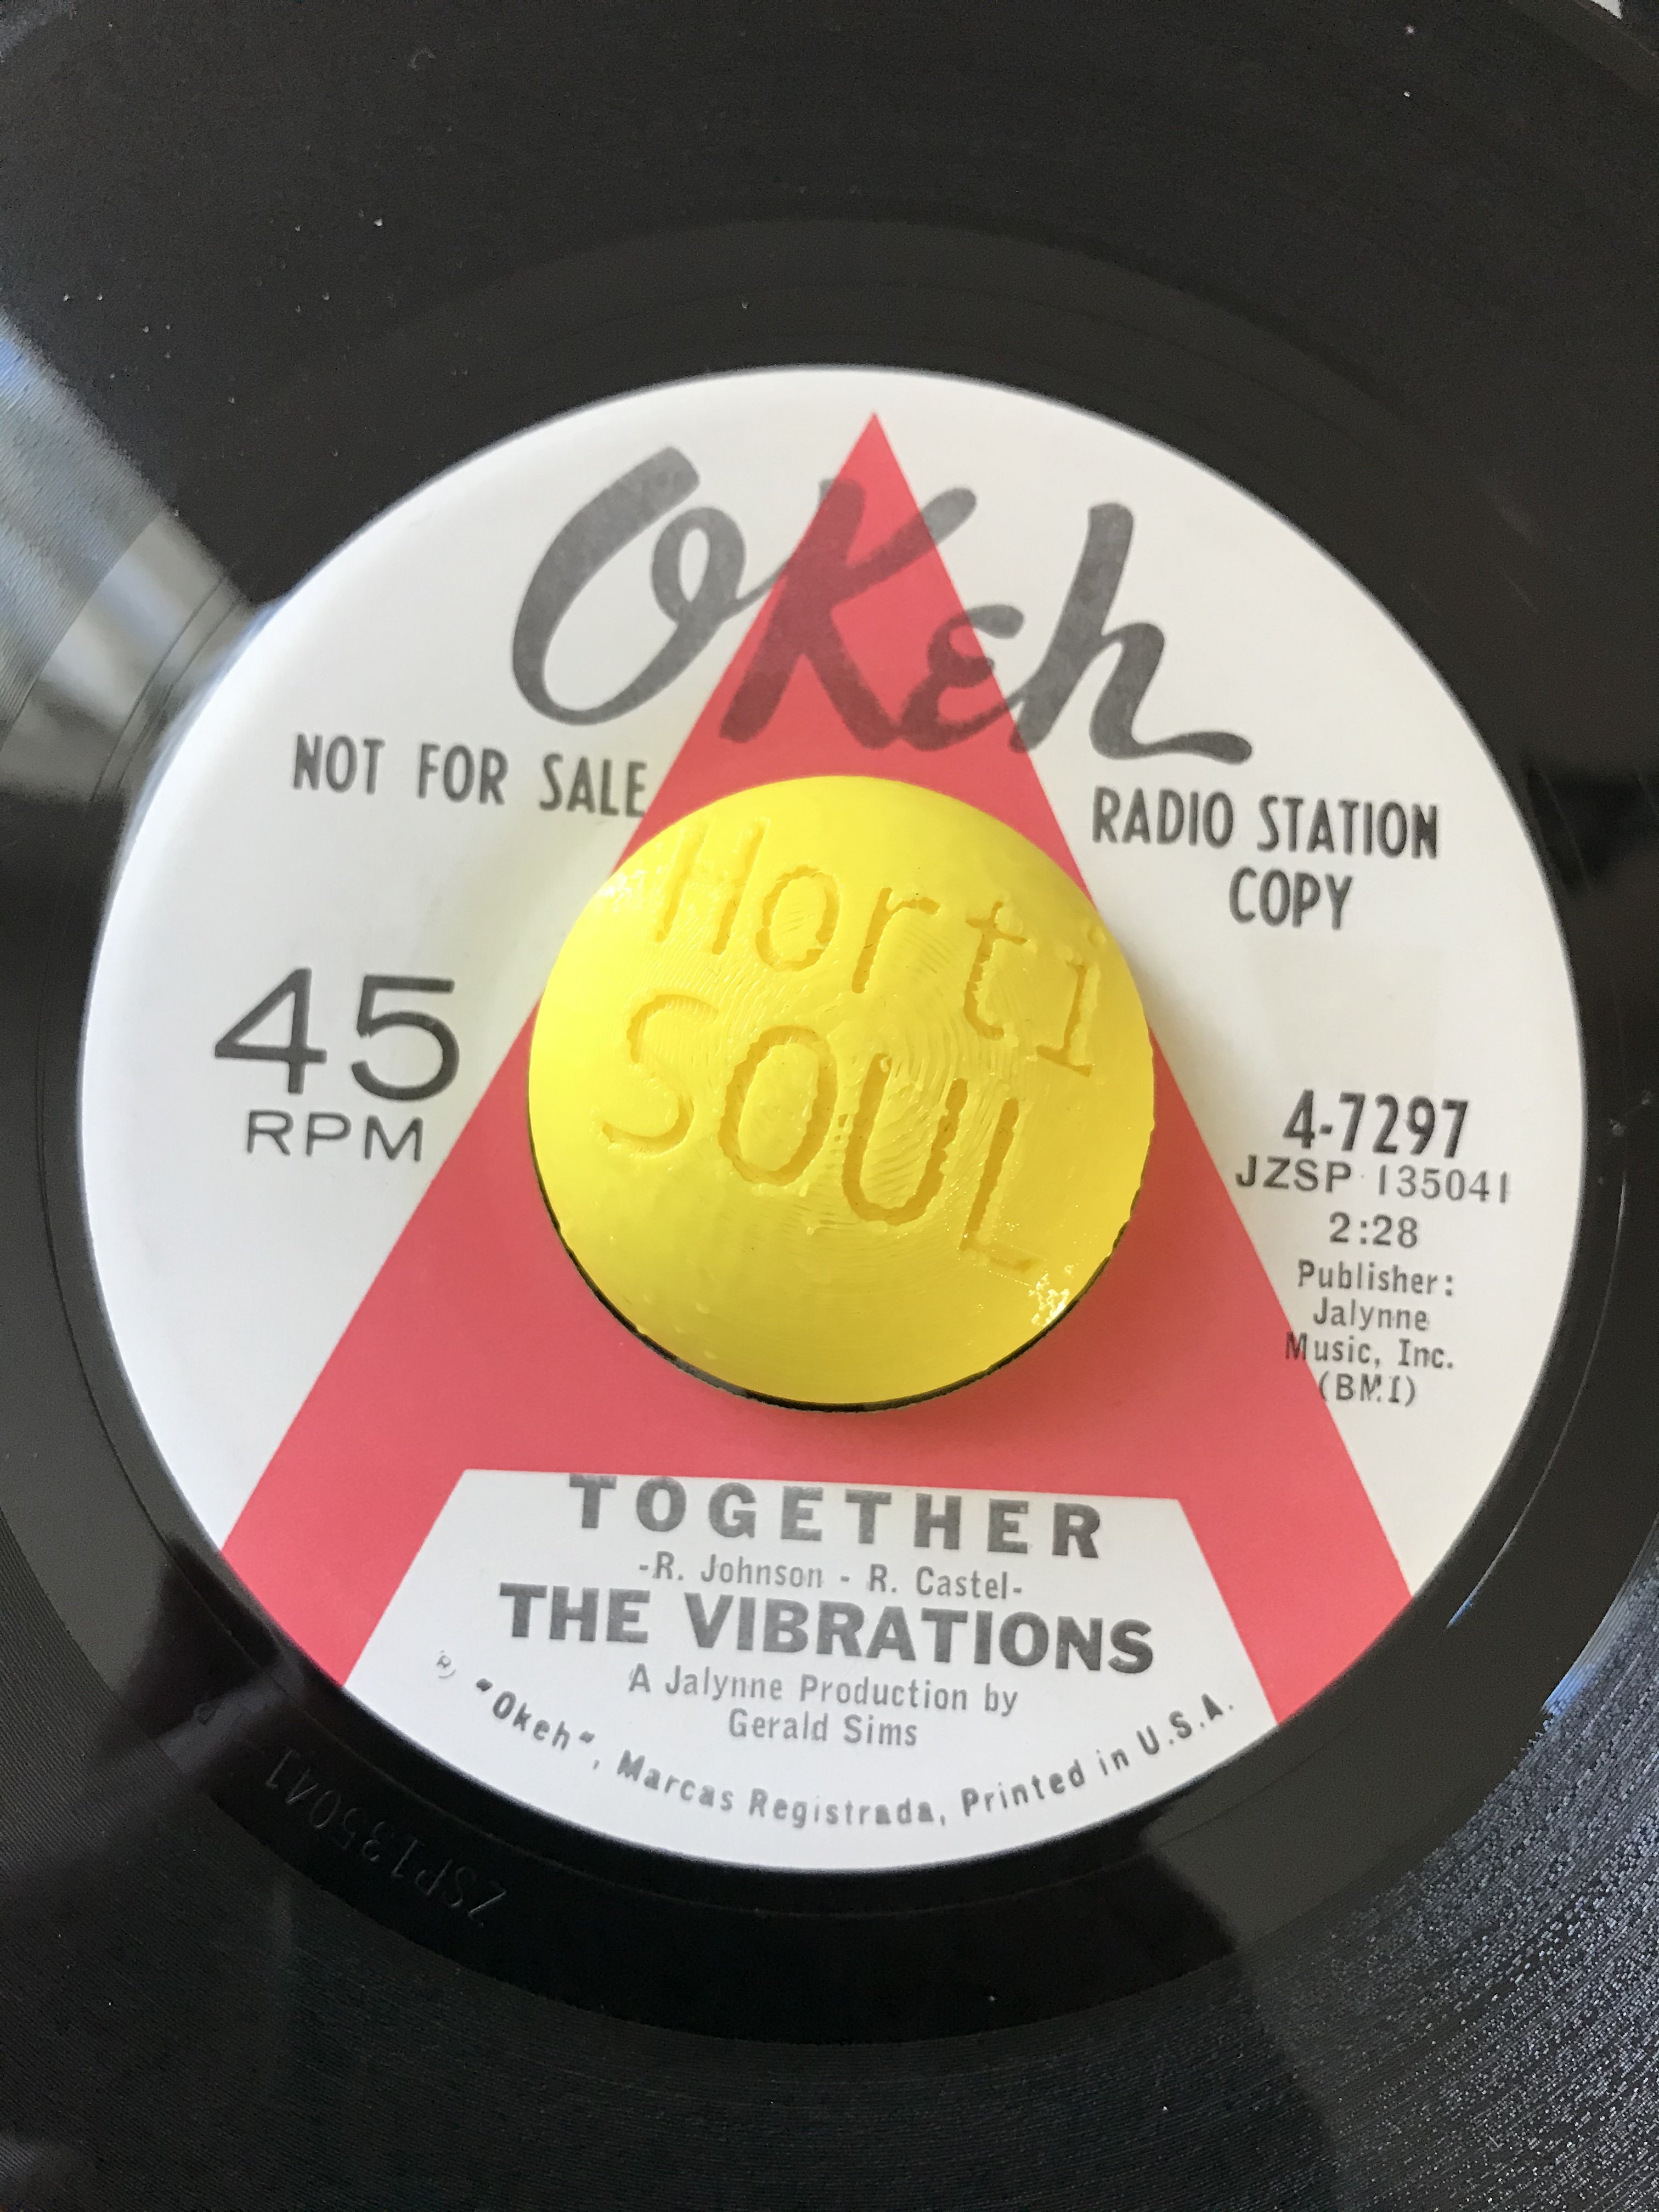 OKeh
NOT FOR SALE
RADIO STATION
COPY
Horti
SOUL
45
RPM
4-7297
JZSP 135041
2:28
Publisher:
Jalynne
Music, Inc.
(BMI)
TOGETHER
-R. Johnson - R. Castel-
THE VIBRATIONS
A Jalynne Production by
Gerald Sims
® "Okeh", Marcas Registrada, Printed in U.S.A.
ZSP135041